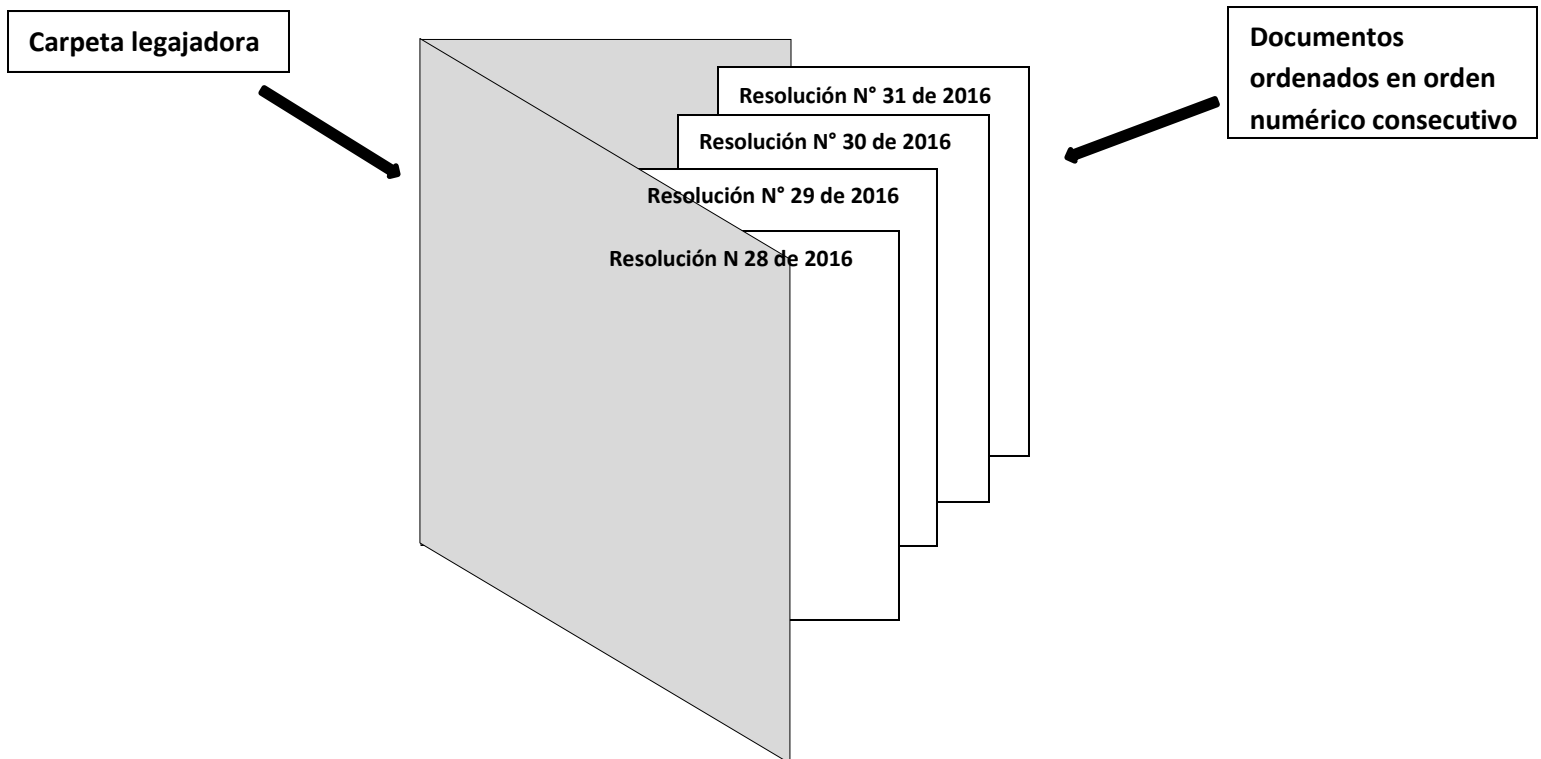 Carpeta legajadora
Documentos
ordenados en orden
numérico consecutivo
Resolución N° 31 de 2016
Resolución N° 30 de 2016
Resolución N° 29 de 2016
Resolución N 28 de 2016